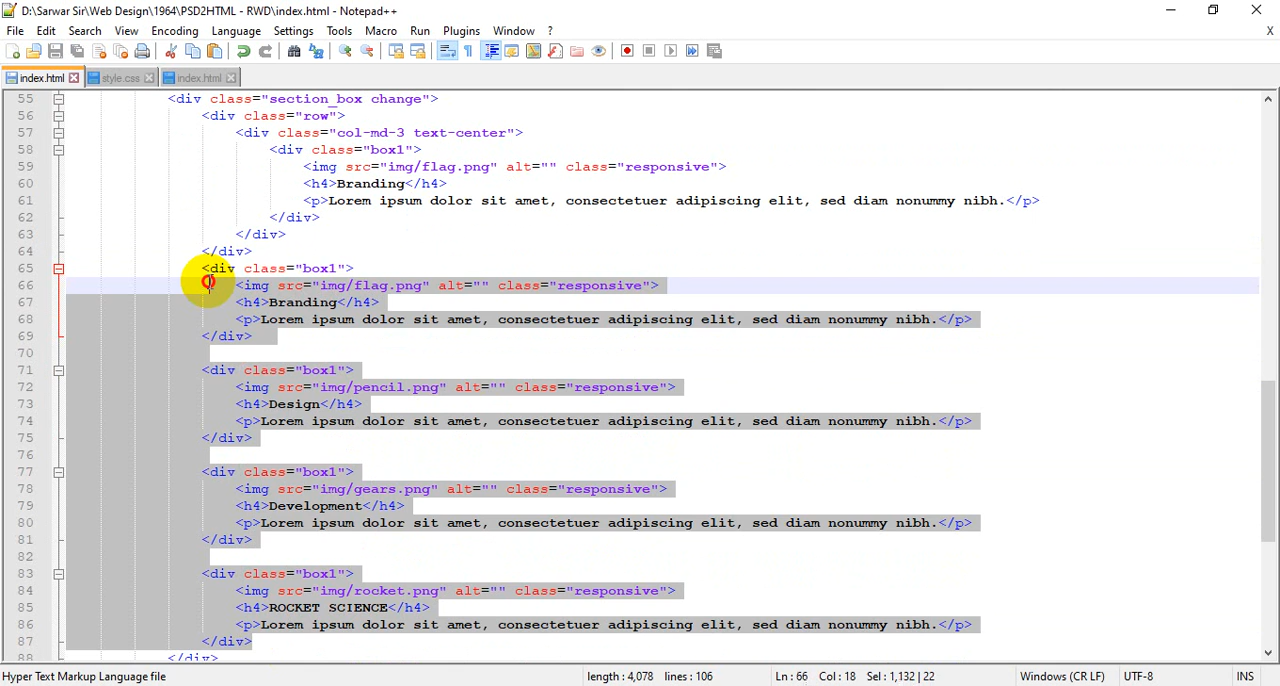 D:\Sarwar Sir\Web Design\1964\PSD2HTML - RWD\index.html - Notepad++
File Edit Search View Encoding Language Settings Tools Macro Run Plugins Window ? X
index.html style.css index.html
55 <div class="section_box change">
56 <div class="row">
57 <div class="col-md-3 text-center">
58 <div class="box1">
59 <img src="img/flag.png" alt="" class="responsive">
60 <h4>Branding</h4>
61 <p>Lorem ipsum dolor sit amet, consectetuer adipiscing elit, sed diam nonummy nibh.</p>
62 </div>
63 </div>
64 </div>
65 <div class="box1">
66 <img src="img/flag.png" alt="" class="responsive">
67 <h4>Branding</h4>
68 <p>Lorem ipsum dolor sit amet, consectetuer adipiscing elit, sed diam nonummy nibh.</p>
69 </div>
70
71 <div class="box1">
72 <img src="img/pencil.png" alt="" class="responsive">
73 <h4>Design</h4>
74 <p>Lorem ipsum dolor sit amet, consectetuer adipiscing elit, sed diam nonummy nibh.</p>
75 </div>
76
77 <div class="box1">
78 <img src="img/gears.png" alt="" class="responsive">
79 <h4>Development</h4>
80 <p>Lorem ipsum dolor sit amet, consectetuer adipiscing elit, sed diam nonummy nibh.</p>
81 </div>
82
83 <div class="box1">
84 <img src="img/rocket.png" alt="" class="responsive">
85 <h4>ROCKET SCIENCE</h4>
86 <p>Lorem ipsum dolor sit amet, consectetuer adipiscing elit, sed diam nonummy nibh.</p>
87 </div>
88 </div>
Hyper Text Markup Language file length : 4,078 lines : 106 Ln : 66 Col : 18 Sel : 1,132 | 22 Windows (CR LF) UTF-8 INS